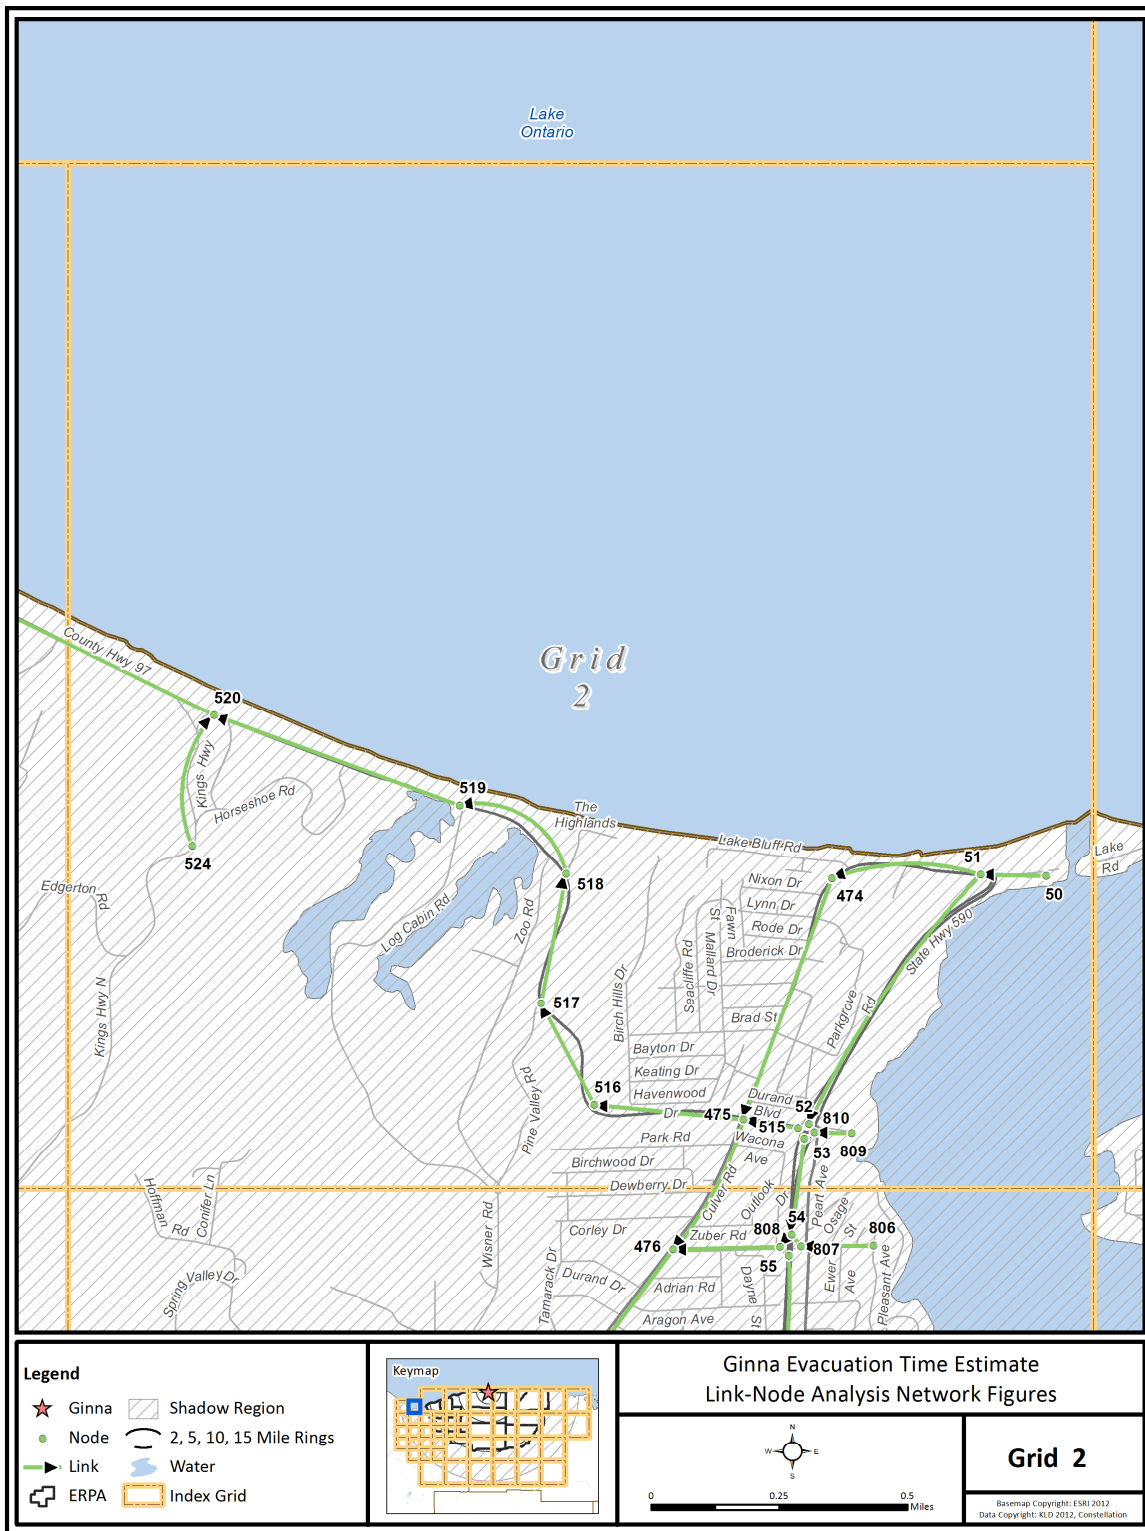 Lake
Ontario
Grid
2
County Hwy 97
520
Kings Hwy
Horseshoe Rd
519
The
Highlands
524
518
Lake Bluff Rd
51
Lake
Rd
50
Nixon Dr
474
Lynn Dr
Rode Dr
Broderick Dr
Edgerton
Rd
Log Cabin Rd
Zoo Rd
Fawn
St
Mallard Dr
Seacliffe Rd
State Hwy 590
517
Birch Hills Dr
Brad St
Parkgrove
Rd
Kings Hwy N
Bayton Dr
Keating Dr
Havenwood
Dr
516
Pine Valley Rd
475
Durand
Blvd
515
52
810
53
809
Park Rd
Wacona
Ave
Birchwood Dr
Dewberry Dr
Hoffman
Rd
Conifer Ln
Wisner Rd
Culver Rd
Outlook
Dr
Peart Ave
Osage
St
54
Corley Dr
476
Zuber Rd
808
807
806
55
Spring
Valley Dr
Tamarack Dr
Durand Dr
Adrian Rd
Dayne
St
Ewer
Ave
Pleasant Ave
Aragon Ave
Legend
Ginna
Shadow Region
Node
2, 5, 10, 15 Mile Rings
Link
Water
ERPA
Index Grid
Keymap
Ginna Evacuation Time Estimate
Link-Node Analysis Network Figures
N
W
E
S
0
0.25
0.5
Miles
Grid 2
Basemap Copyright: ESRI 2012
Data Copyright: KLD 2012, Constellation